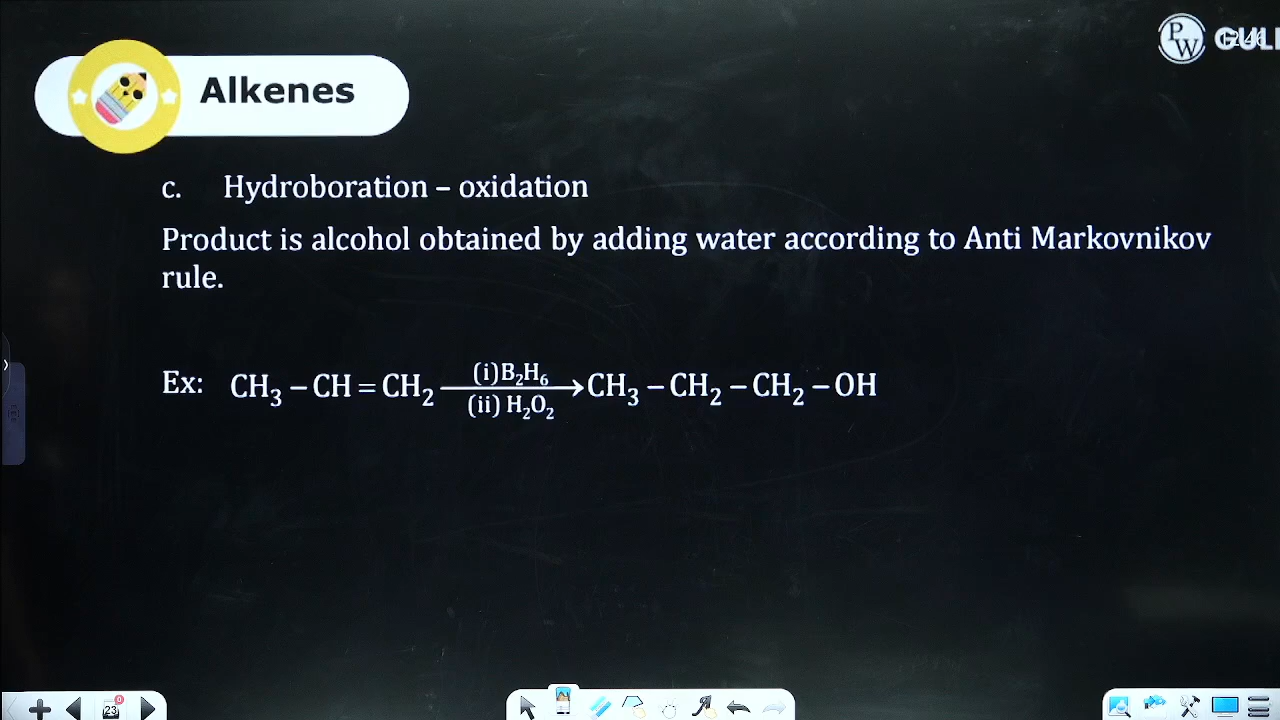 PW
Alkenes
c. Hydroboration – oxidation
Product is alcohol obtained by adding water according to Anti Markovnikov
rule.
(i)B₂H₆
Ex: CH₃ – CH = CH₂ ⟶ CH₃ – CH₂ – CH₂ – OH
(ii) H₂O₂
23